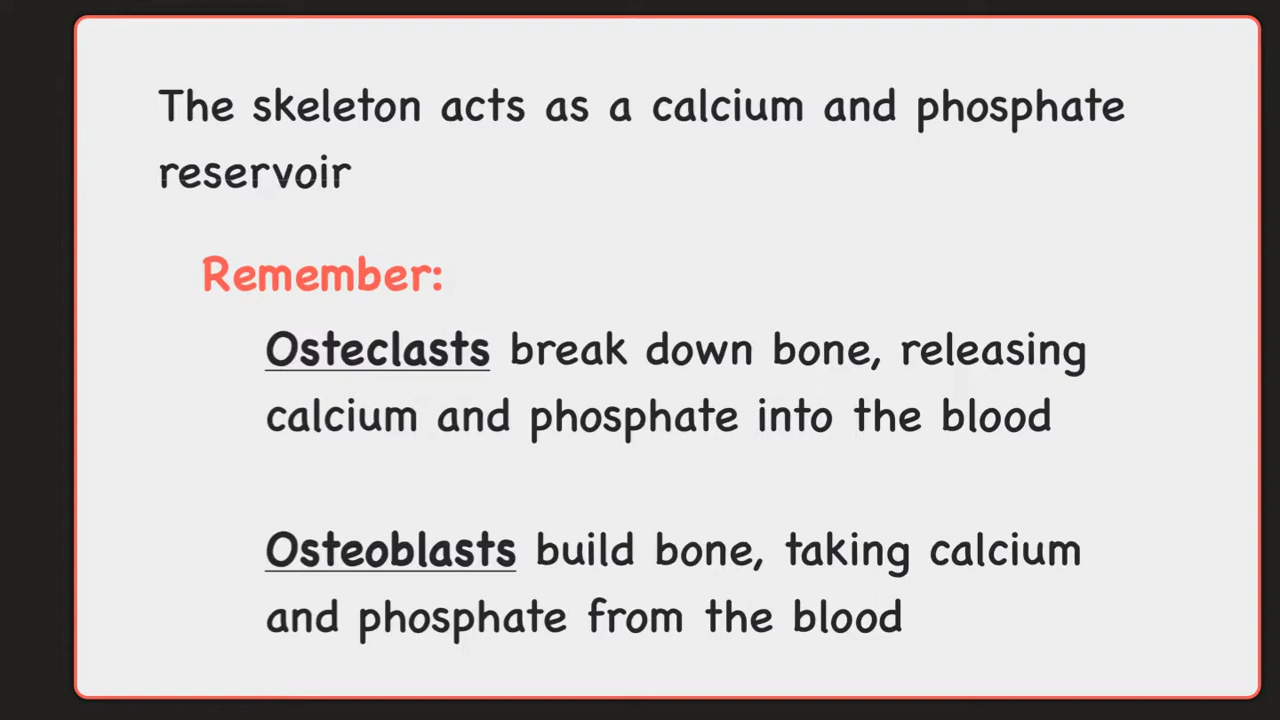 The skeleton acts as a calcium and phosphate
reservoir
Remember:
Osteclasts break down bone, releasing
calcium and phosphate into the blood
Osteoblasts build bone, taking calcium
and phosphate from the blood